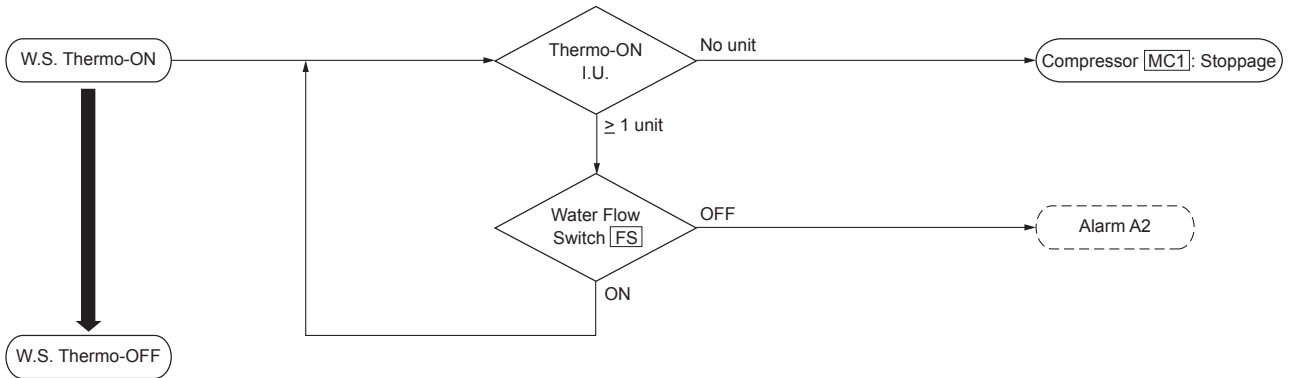 W.S. Thermo-ON
Thermo-ON
I.U.
No unit
Compressor MC1: Stoppage
≥ 1 unit
Water Flow
Switch FS
OFF
Alarm A2
ON
W.S. Thermo-OFF